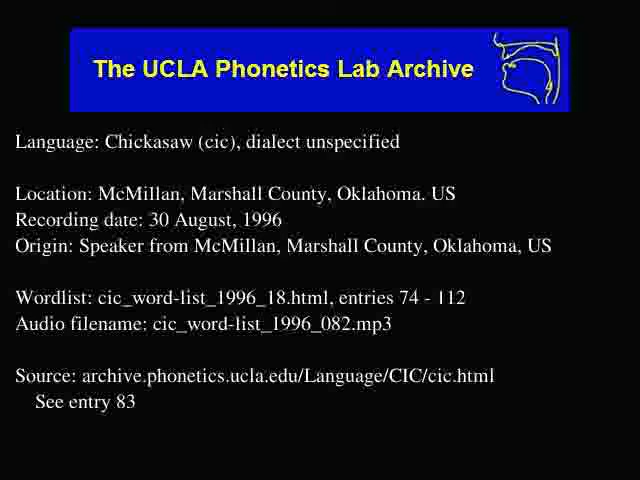 The UCLA Phonetics Lab Archive
Language: Chickasaw (cic), dialect unspecified
Location: McMillan, Marshall County, Oklahoma. US
Recording date: 30 August, 1996
Origin: Speaker from McMillan, Marshall County, Oklahoma, US
Wordlist: cic_word-list_1996_18.html, entries 74 - 112
Audio filename: cic_word-list_1996_082.mp3
Source: archive.phonetics.ucla.edu/Language/CIC/cic.html
See entry 83